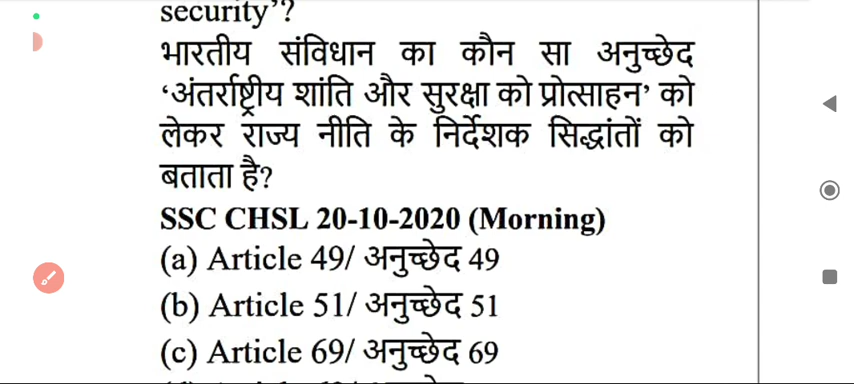 security'?
भारतीय संविधान का कौन सा अनुच्छेद
‘अंतर्राष्ट्रीय शांति और सुरक्षा को प्रोत्साहन’ को
लेकर राज्य नीति के निर्देशक सिद्धांतों को
बताता है?
SSC CHSL 20-10-2020 (Morning)
(a) Article 49/ अनुच्छेद 49
(b) Article 51/ अनुच्छेद 51
(c) Article 69/ अनुच्छेद 69